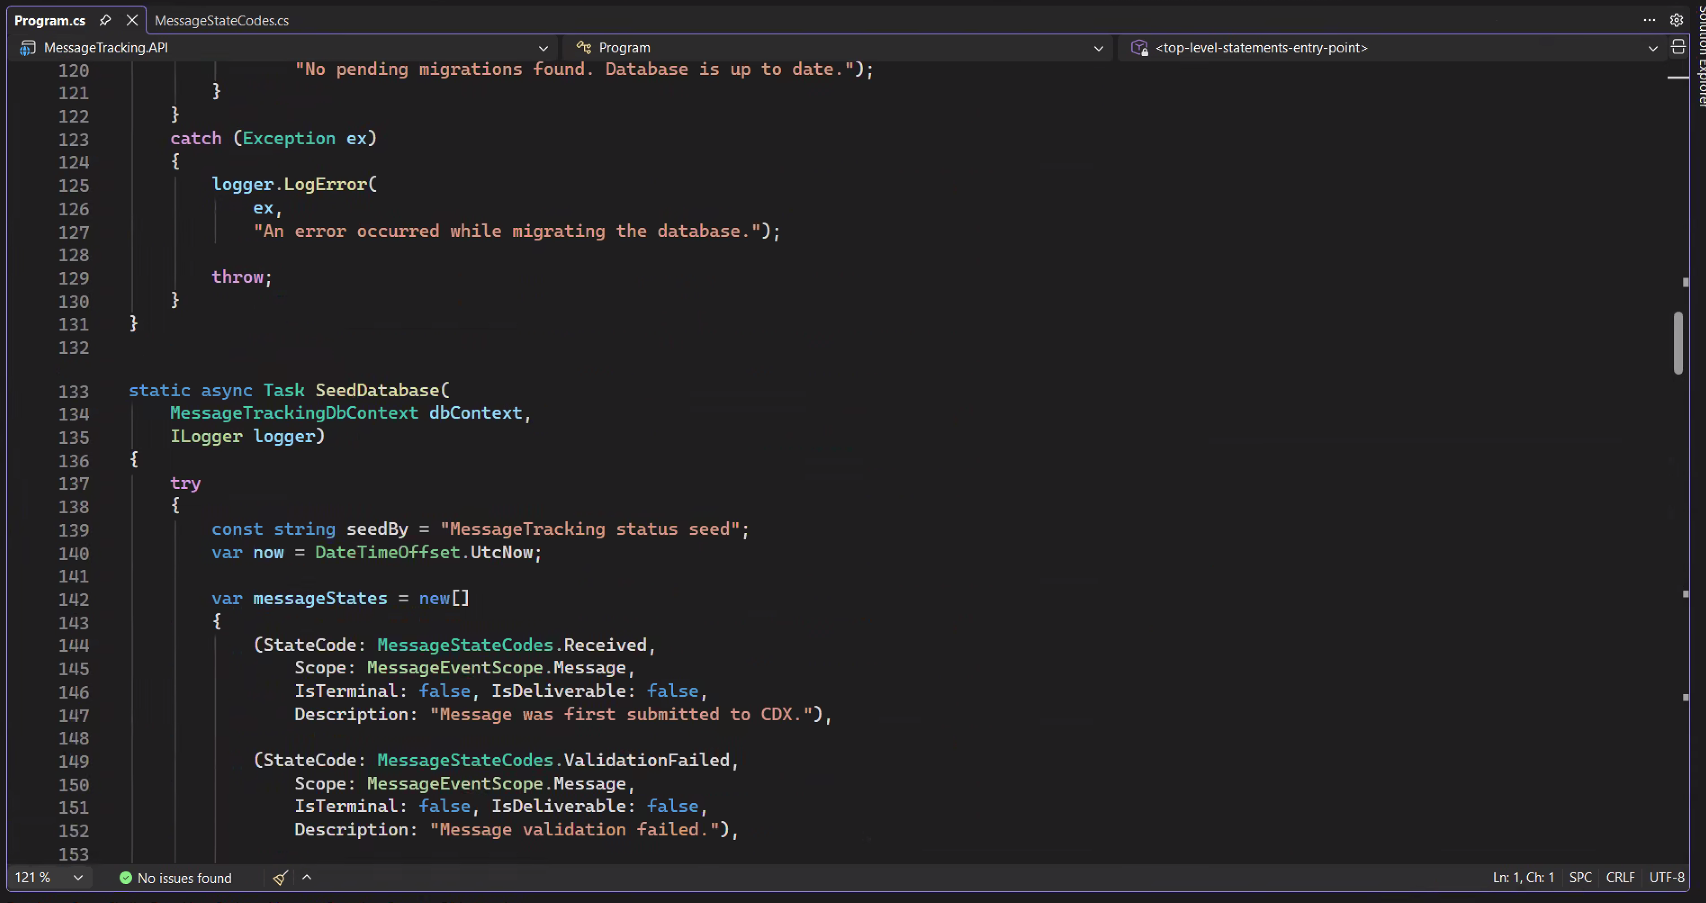 Program.cs
MessageStateCodes.cs
MessageTracking.API
Program
<top-level-statements-entry-point>
Solution Explorer
120 "No pending migrations found. Database is up to date.");
121 }
122 }
123 catch (Exception ex)
124 {
125 logger.LogError(
126 ex,
127 "An error occurred while migrating the database.");
128
129 throw;
130 }
131 }
132
133 static async Task SeedDatabase(
134 MessageTrackingDbContext dbContext,
135 ILogger logger)
136 {
137 try
138 {
139 const string seedBy = "MessageTracking status seed";
140 var now = DateTimeOffset.UtcNow;
141
142 var messageStates = new[]
143 {
144 (StateCode: MessageStateCodes.Received,
145 Scope: MessageEventScope.Message,
146 IsTerminal: false, IsDeliverable: false,
147 Description: "Message was first submitted to CDX."),
148
149 (StateCode: MessageStateCodes.ValidationFailed,
150 Scope: MessageEventScope.Message,
151 IsTerminal: false, IsDeliverable: false,
152 Description: "Message validation failed."),
153
121 %
No issues found
Ln: 1, Ch: 1
SPC
CRLF
UTF-8